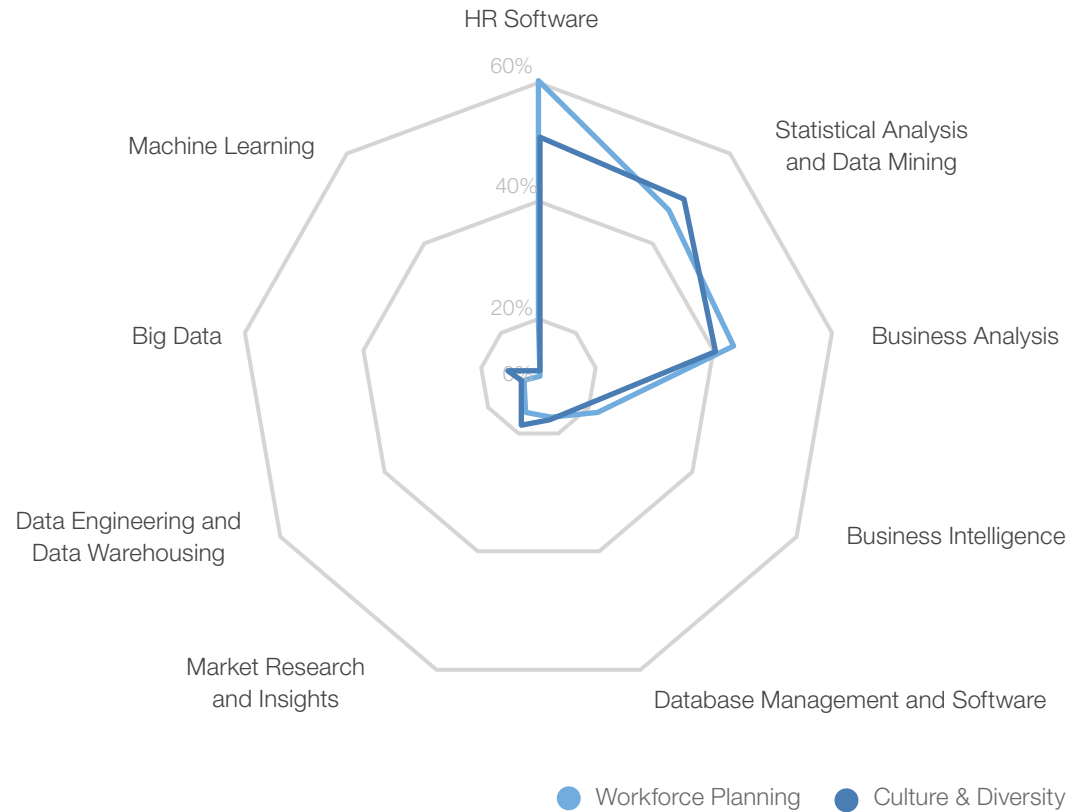 HR Software
60%
Statistical Analysis
and Data Mining
Machine Learning
40%
20%
Big Data
Business Analysis
0%
Data Engineering and
Data Warehousing
Business Intelligence
Market Research
and Insights
Database Management and Software
Workforce Planning
Culture & Diversity